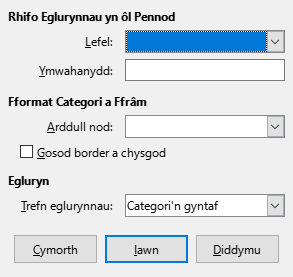 Rhifo Eglurynnau yn ôl Pennod
Lefel:
Ymwahanydd:
Fformat Categori a Ffrâm
Arddull nod:
Gosod border a chysgod
Egluryn
Trefn eglurynnau: Categori'n gyntaf
Cymorth Iawn Diddymu